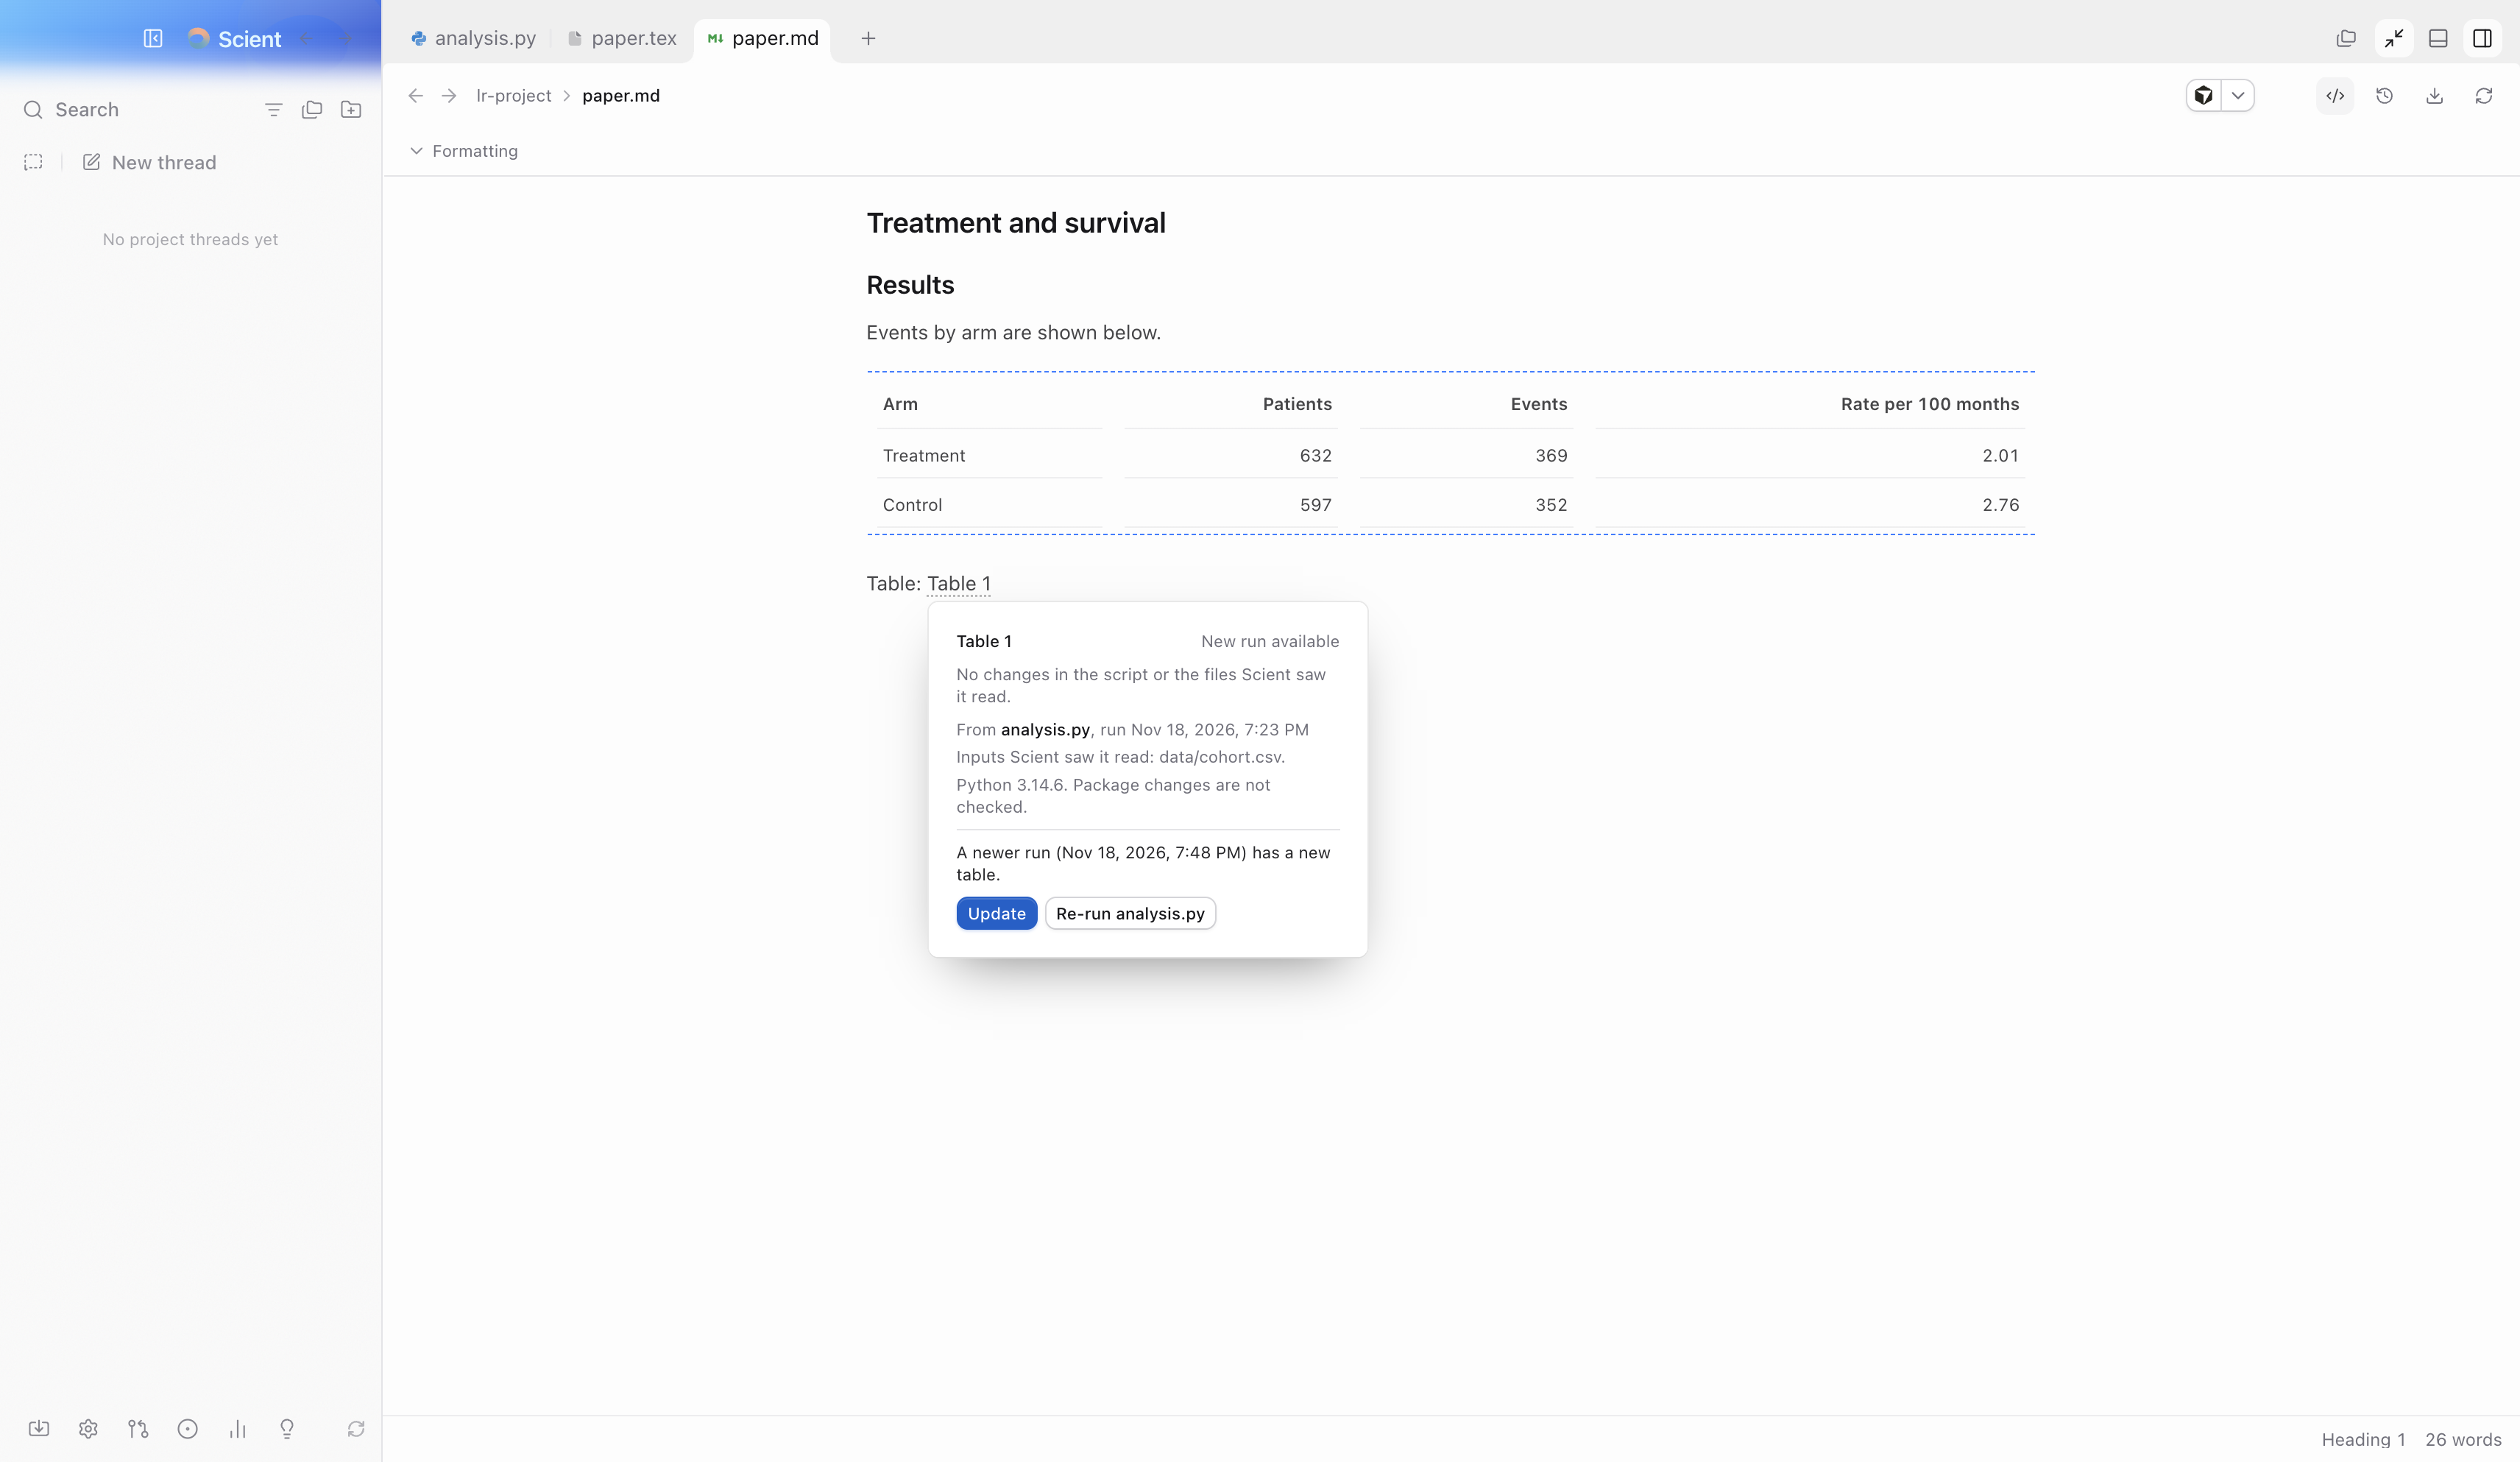 Scient
analysis.py
paper.tex
M↓ paper.md
Search
New thread
No project threads yet
lr-project > paper.md
Formatting
Treatment and survival
Results
Events by arm are shown below.
Arm Patients Events Rate per 100 months
Treatment 632 369 2.01
Control 597 352 2.76
Table: Table 1
Table 1 New run available
No changes in the script or the files Scient saw
it read.
From analysis.py, run Nov 18, 2026, 7:23 PM
Inputs Scient saw it read: data/cohort.csv.
Python 3.14.6. Package changes are not
checked.
A newer run (Nov 18, 2026, 7:48 PM) has a new
table.
Update Re-run analysis.py
Heading 1 26 words